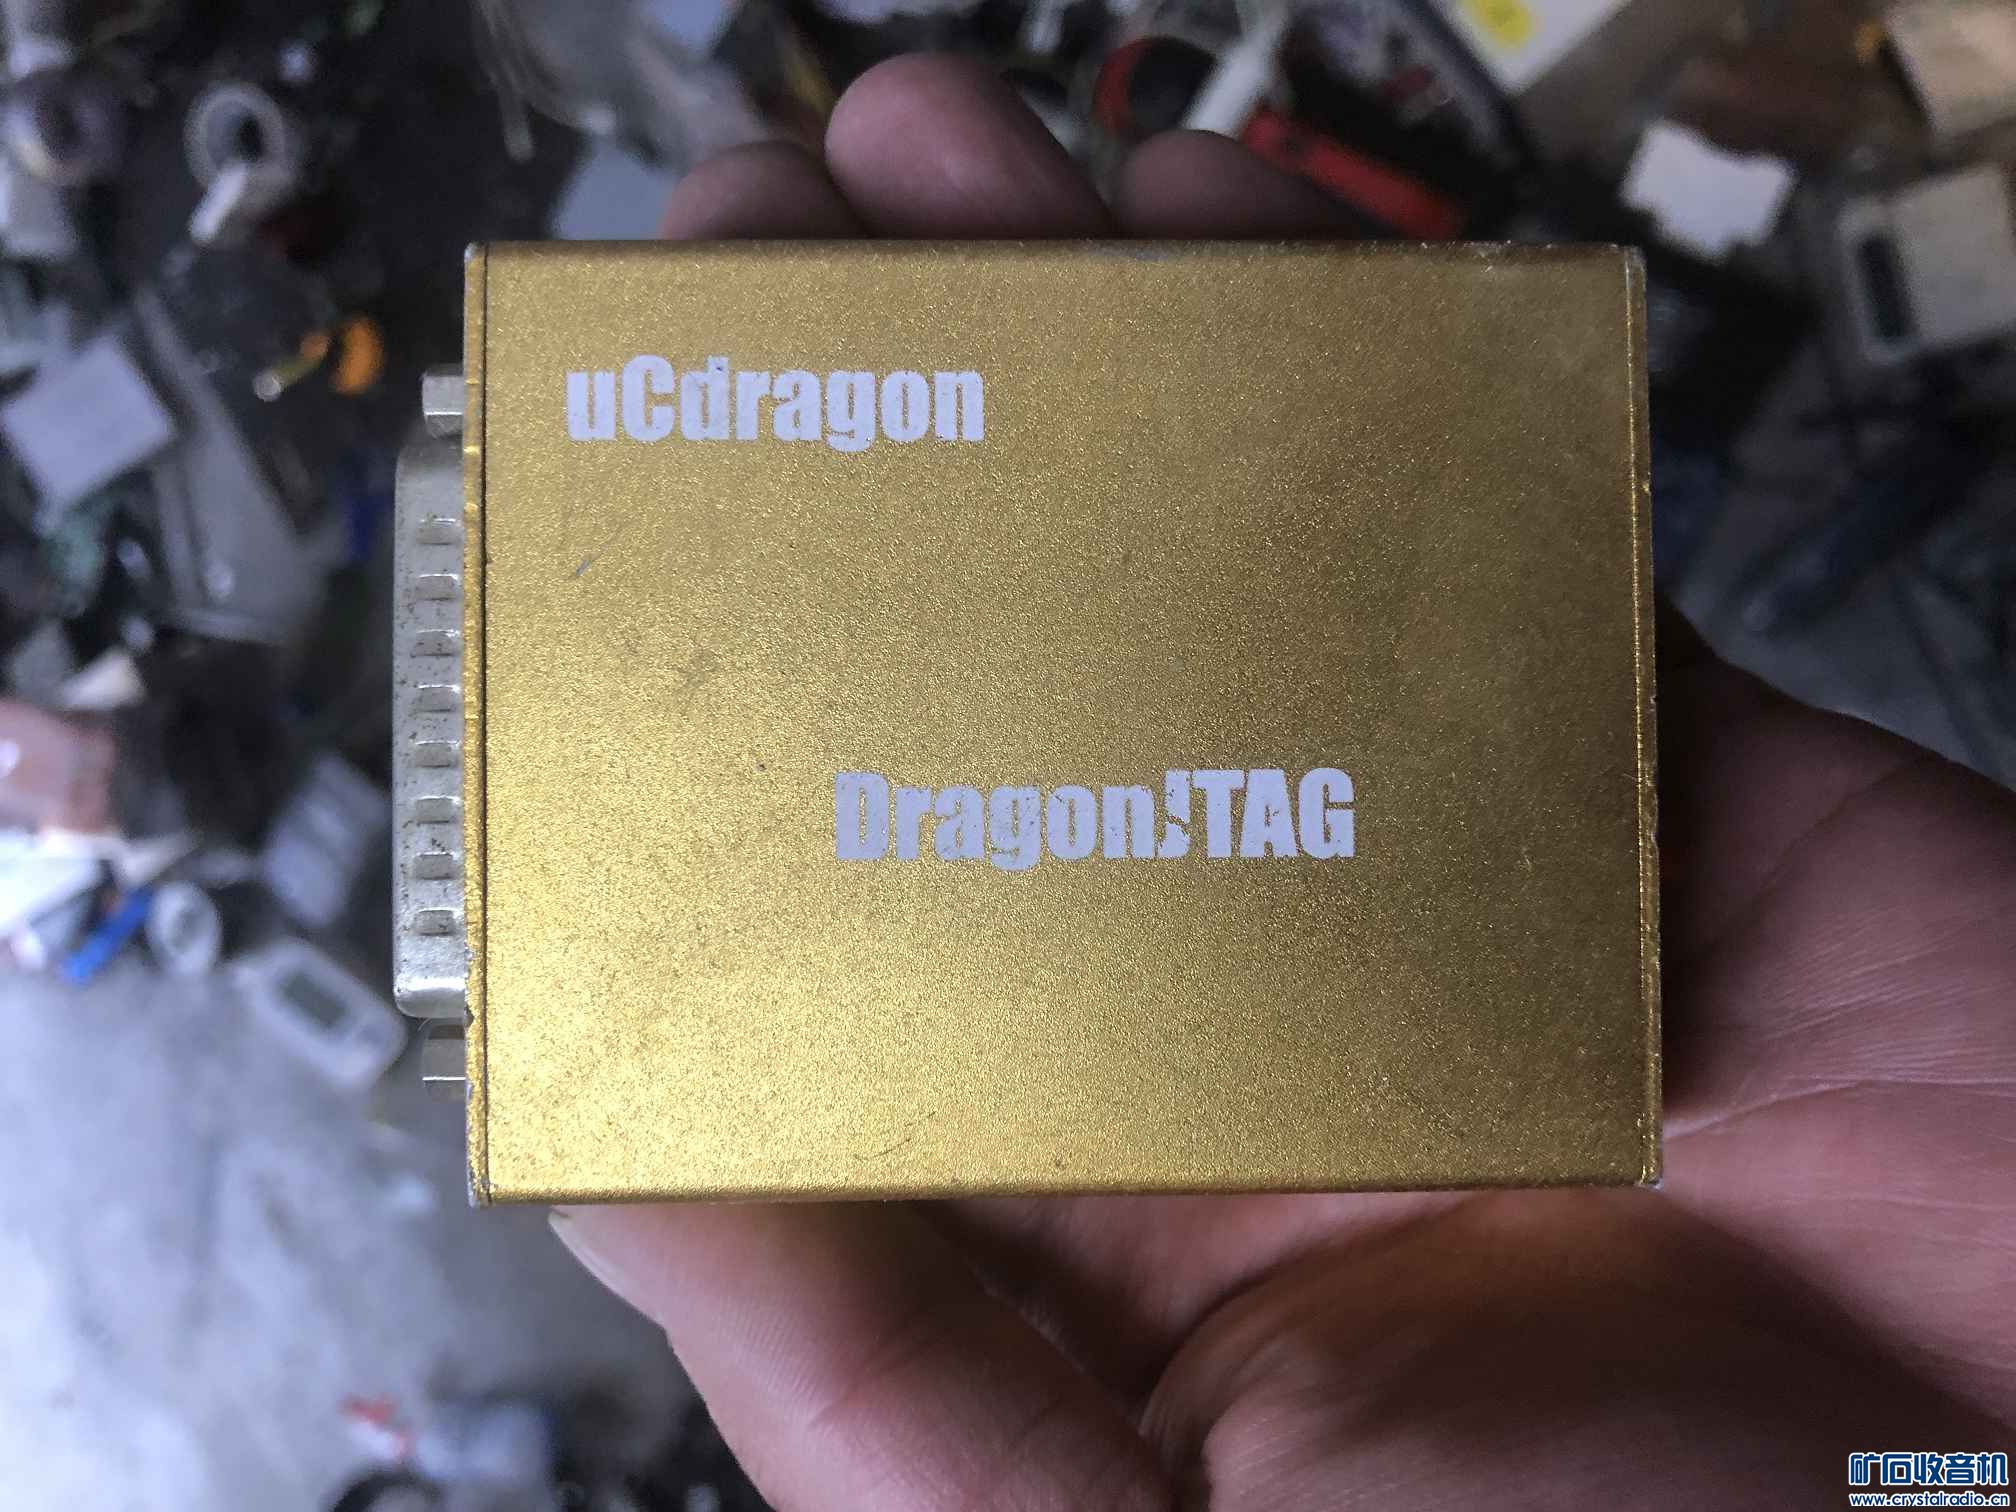 uCdragon
DragonJTAG
矿石收音机
www.crystalradio.cn